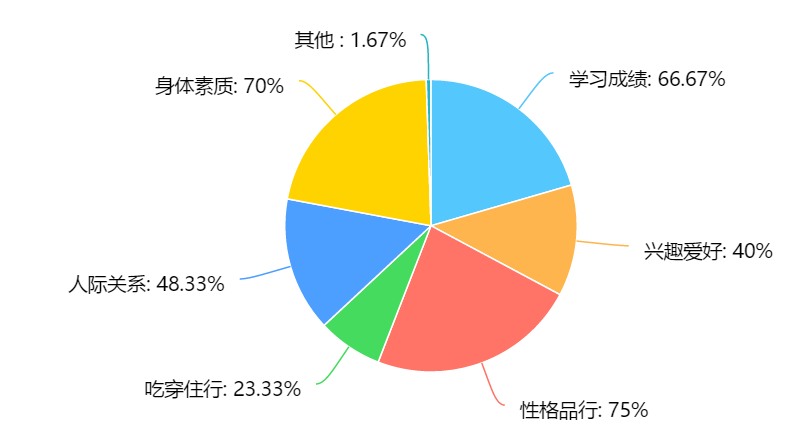 其他 : 1.67%
学习成绩: 66.67%
身体素质: 70%
兴趣爱好: 40%
人际关系: 48.33%
吃穿住行: 23.33%
性格品行: 75%